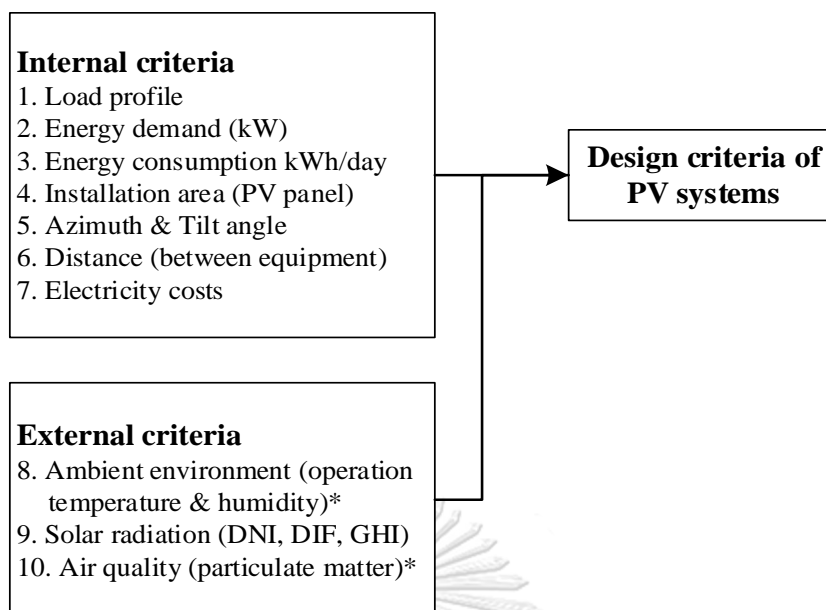 Internal criteria
1. Load profile
2. Energy demand (kW)
3. Energy consumption kWh/day
4. Installation area (PV panel)
5. Azimuth & Tilt angle
6. Distance (between equipment)
7. Electricity costs
Design criteria of
PV systems
External criteria
8. Ambient environment (operation
temperature & humidity)*
9. Solar radiation (DNI, DIF, GHI)
10. Air quality (particulate matter)*